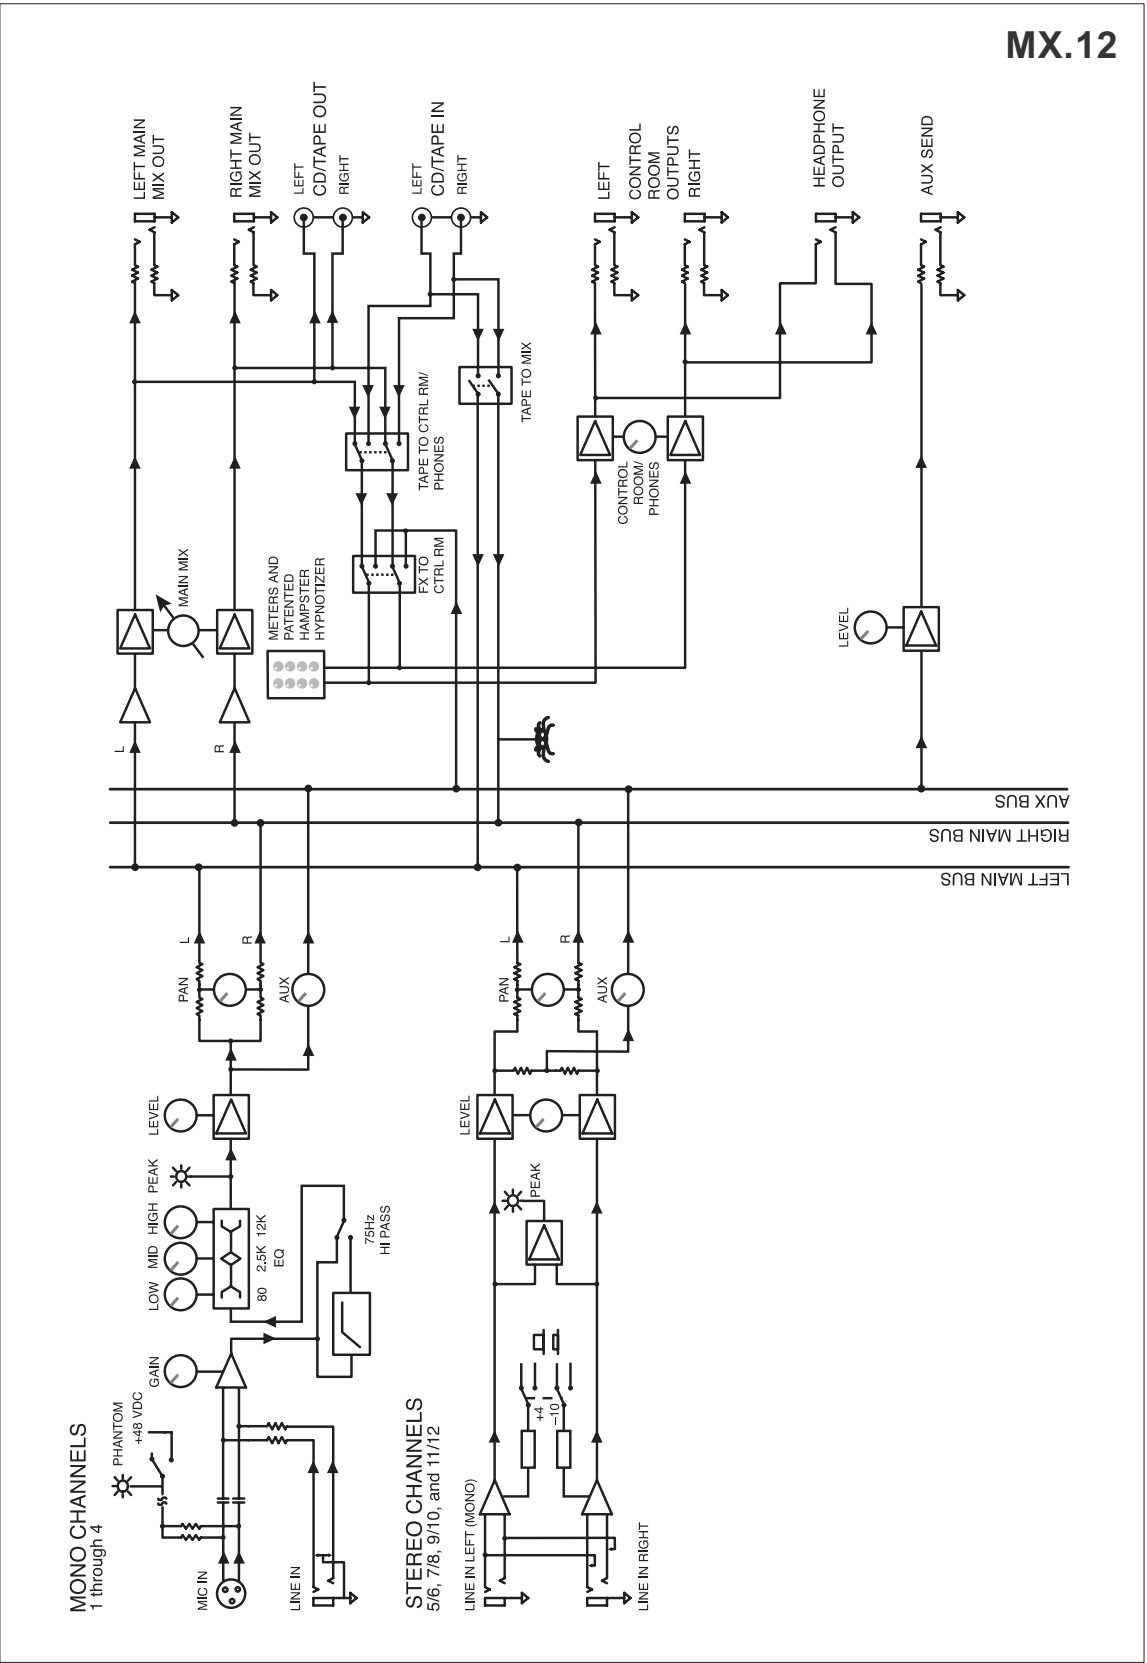 MX.12
MONO CHANNELS
1 through 4
PHANTOM
+48 VDC
MIC IN
LINE IN
GAIN
LOW
MID
HIGH
PEAK
80
2.5K
12K
EQ
75Hz
HI PASS
LEVEL
PAN
L
R
AUX
STEREO CHANNELS
5/6, 7/8, 9/10, and 11/12
LINE IN LEFT (MONO)
LINE IN RIGHT
+4
–10
PEAK
LEVEL
PAN
L
R
AUX
LEFT MAIN BUS
RIGHT MAIN BUS
AUX BUS
L
R
MAIN MIX
METERS AND
PATENTED
HAMPSTER
HYPNOTIZER
FX TO
CTRL RM
TAPE TO CTRL RM/
PHONES
TAPE TO MIX
CONTROL
ROOM/
PHONES
LEVEL
LEFT MAIN
MIX OUT
RIGHT MAIN
MIX OUT
LEFT
CD/TAPE OUT
RIGHT
LEFT
CD/TAPE IN
RIGHT
LEFT
CONTROL
ROOM
OUTPUTS
RIGHT
HEADPHONE
OUTPUT
AUX SEND